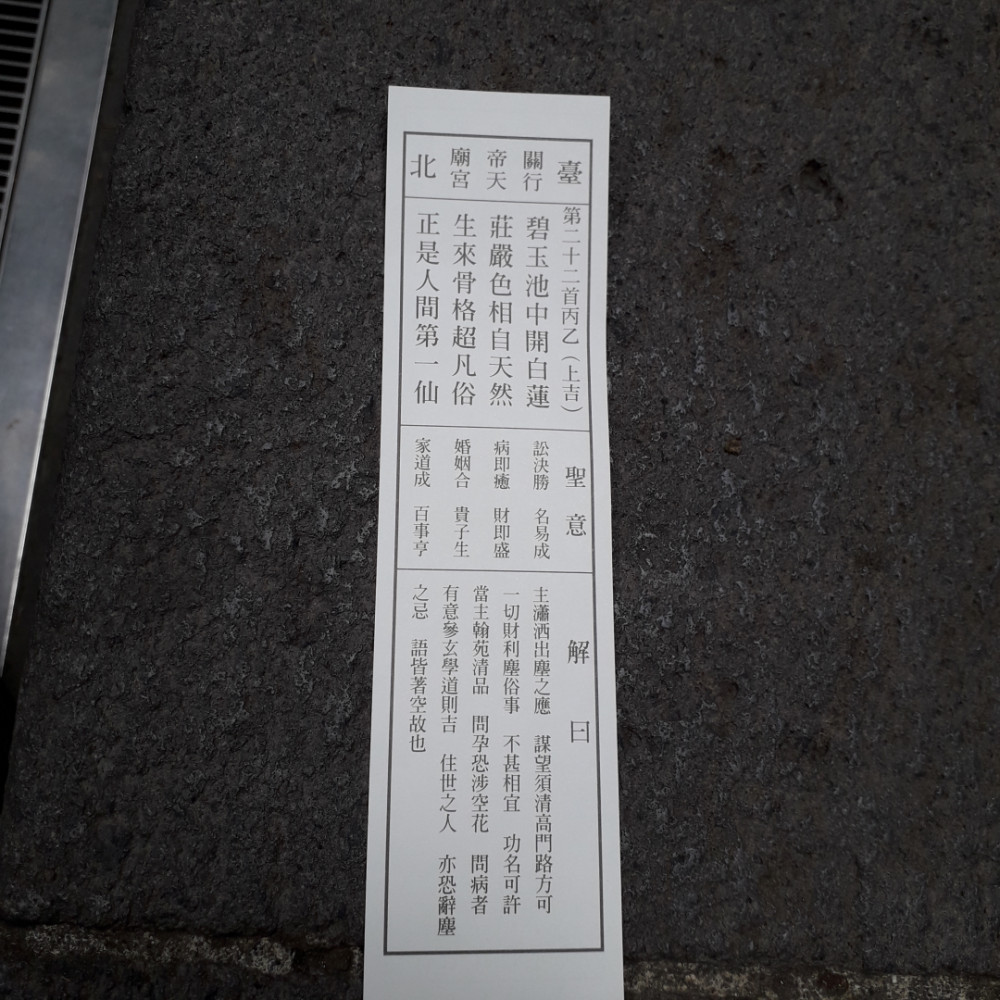 臺
關行
帝天
廟宮
北
第二十二首丙乙(上吉)
碧玉池中開白蓮
莊嚴色相自天然
生來骨格超凡俗
正是人間第一仙
聖意
訟決勝 名易成
病即癒 財即盛
婚姻合 貴子生
家道成 百事亨
解曰
主瀟洒出塵之應 謀望須清高門路方可
一切財利塵俗事 不甚相宜 功名可許
當主翰苑清品 問孕恐涉空花 問病者
有意參玄學道則吉 住世之人 亦恐辭塵
之忌 語皆著空故也